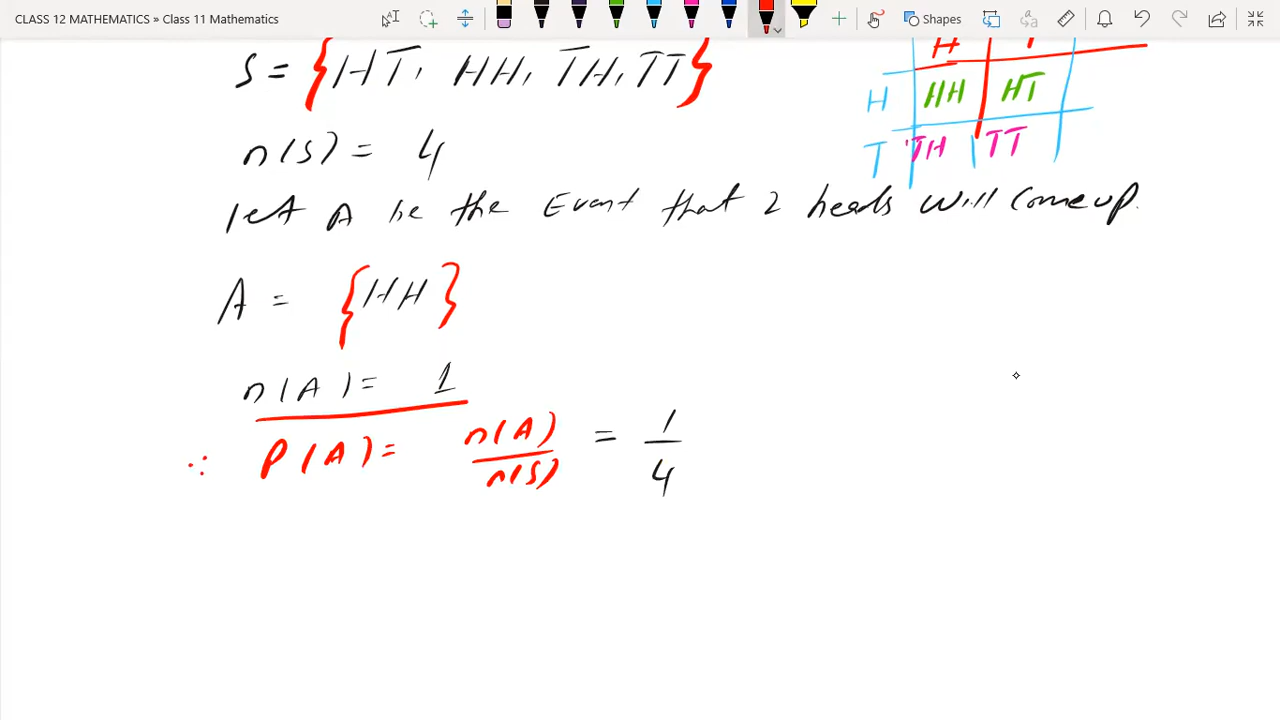 CLASS 12 MATHEMATICS » Class 11 Mathematics
Shapes
S = {HT, HH, TH, TT}
H T
H HH HT
T TH TT
n(S) = 4
let A be the Event that 2 heads will come up.
A = {HH}
n(A) = 1
∵ P(A) = n(A)/n(S) = 1/4